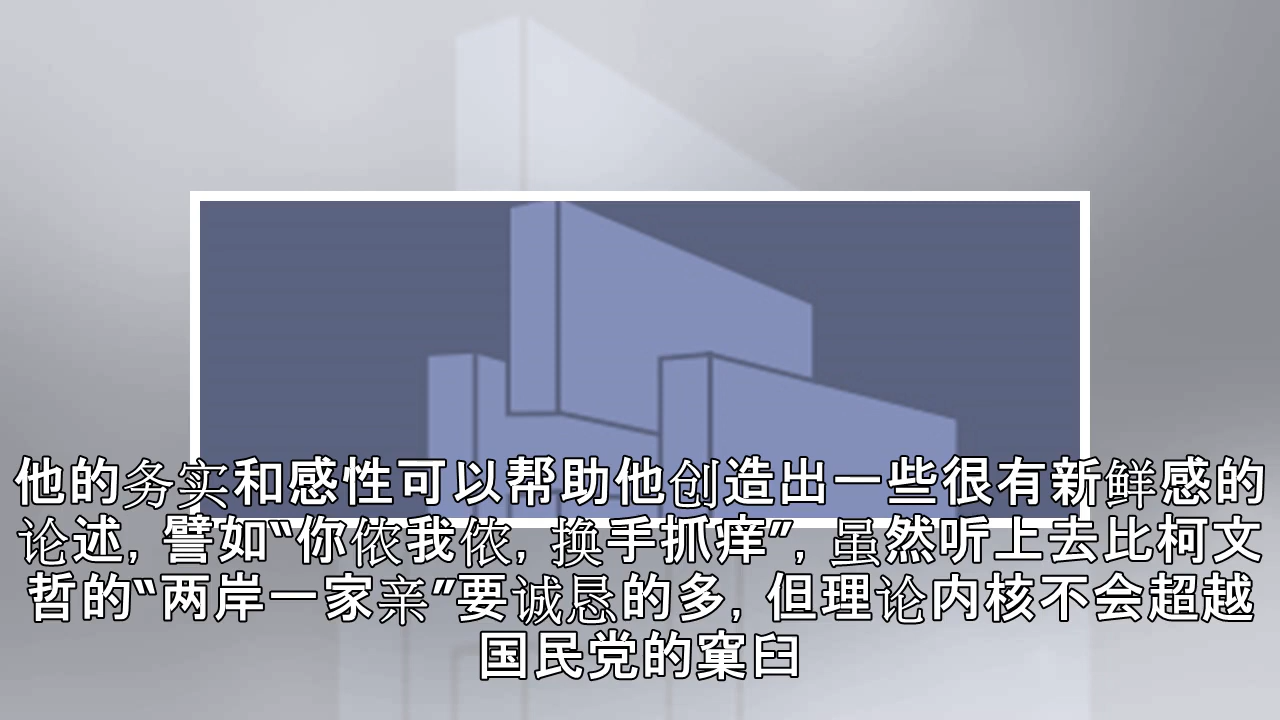 他的务实和感性可以帮助他创造出一些很有新鲜感的
论述，譬如“你侬我侬，换手抓痒”，虽然听上去比柯文
哲的“两岸一家亲”要诚恳的多，但理论内核不会超越
国民党的窠臼